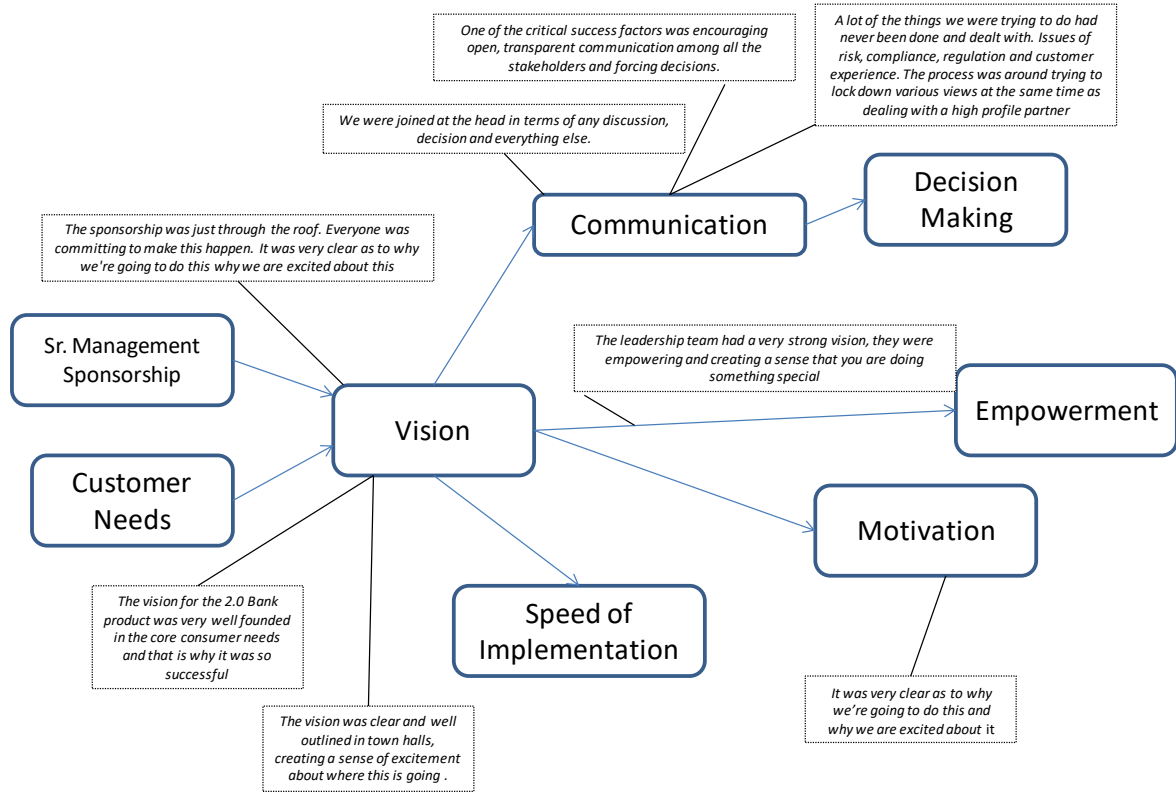 One of the critical success factors was encouraging
open, transparent communication among all the
stakeholders and forcing decisions.
A lot of the things we were trying to do had
never been done and dealt with. Issues of
risk, compliance, regulation and customer
experience. The process was around trying to
lock down various views at the same time as
dealing with a high profile partner
We were joined at the head in terms of any discussion,
decision and everything else.
Communication
Decision
Making
The sponsorship was just through the roof. Everyone was
committing to make this happen. It was very clear as to why
we're going to do this why we are excited about this
Sr. Management
Sponsorship
The leadership team had a very strong vision, they were
empowering and creating a sense that you are doing
something special
Empowerment
Vision
Customer
Needs
Motivation
Speed of
Implementation
The vision for the 2.0 Bank
product was very well founded
in the core consumer needs
and that is why it was so
successful
The vision was clear and well
outlined in town halls,
creating a sense of excitement
about where this is going .
It was very clear as to why
we’re going to do this and
why we are excited about it